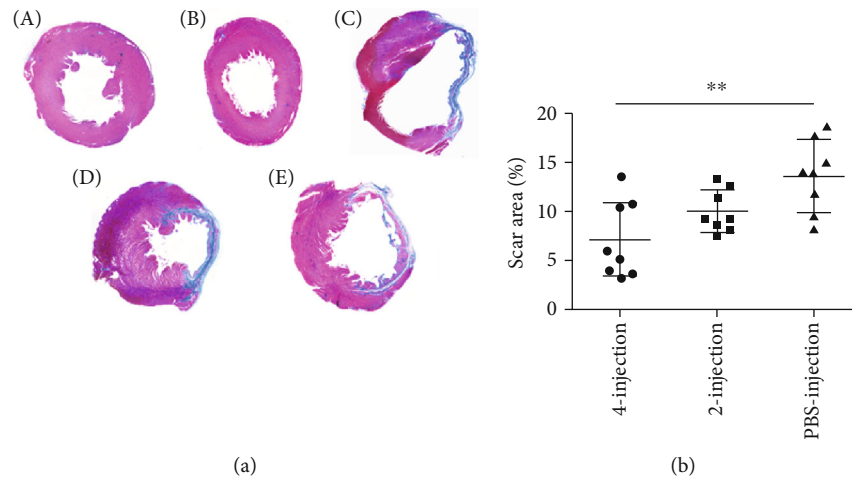 (A)
(B)
(C)
(D)
(E)
(a)
**
Scar area (%)
20
15
10
5
0
4-injection
2-injection
PBS-injection
(b)